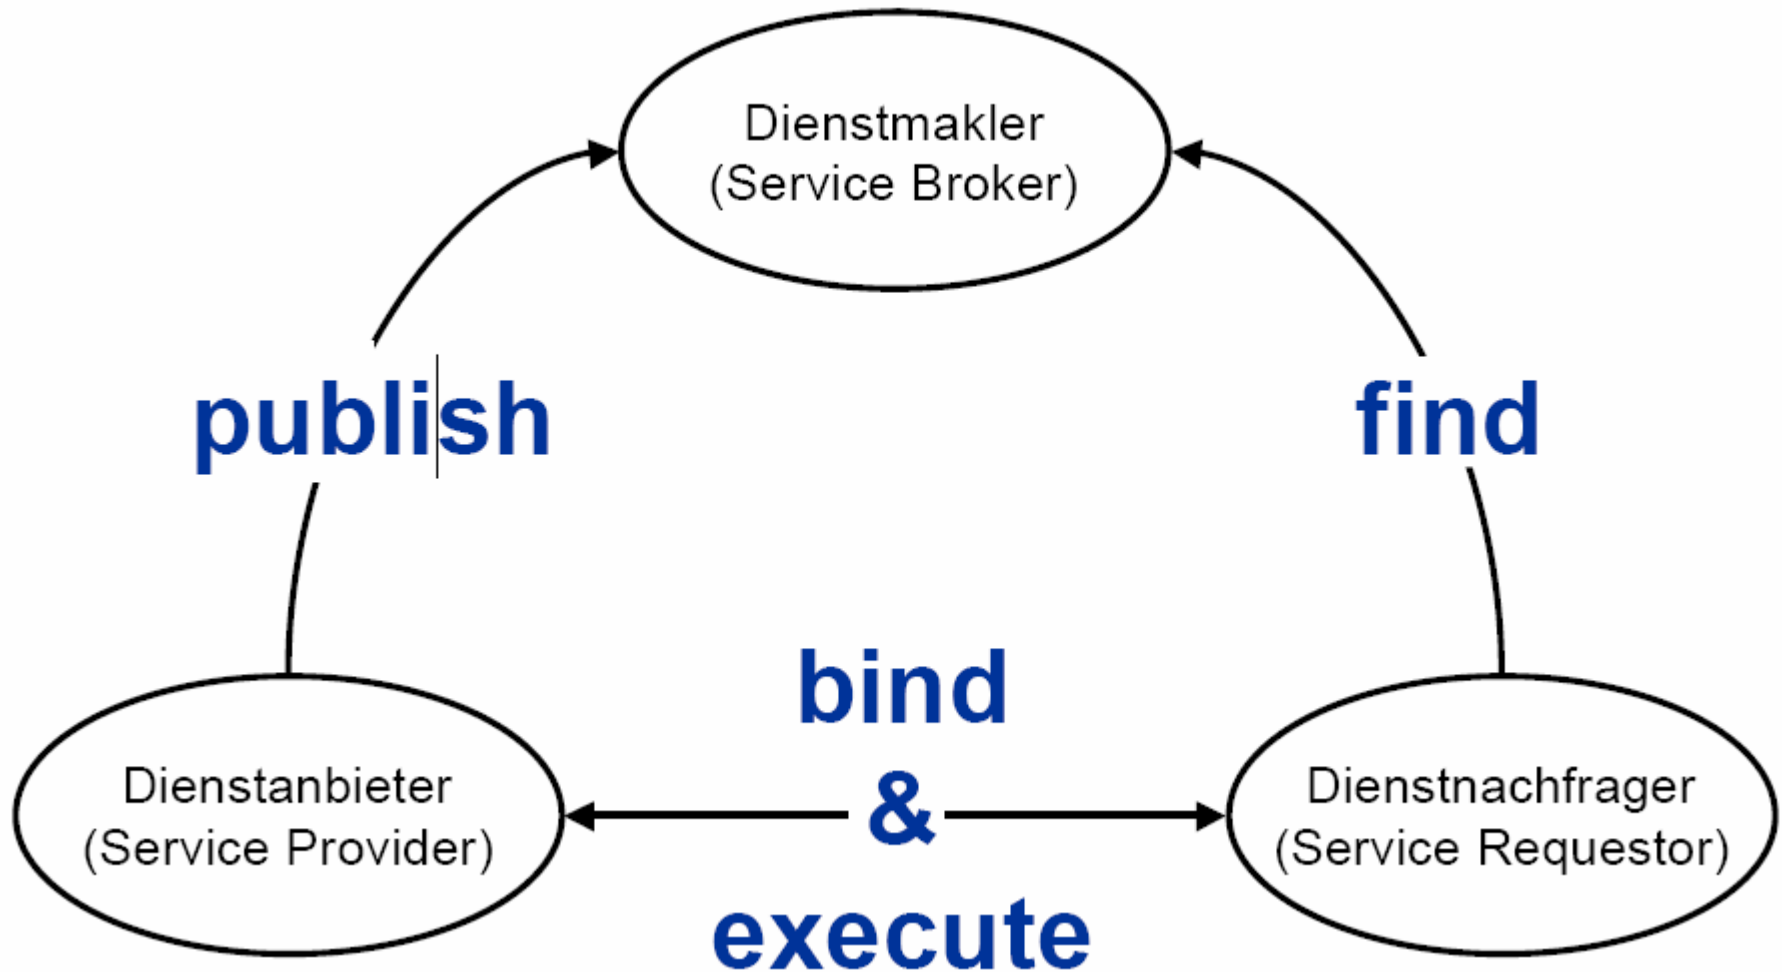 Dienstmakler
(Service Broker)
publish
find
bind
&
execute
Dienstanbieter
(Service Provider)
Dienstnachfrager
(Service Requestor)